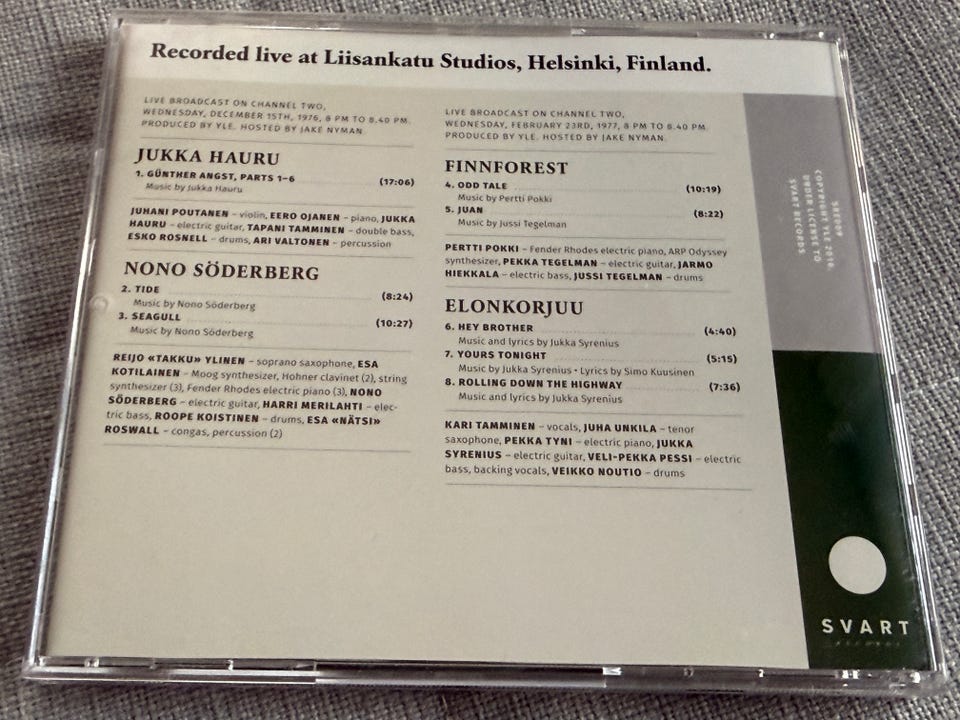 Recorded live at Liisankatu Studios, Helsinki, Finland.
LIVE BROADCAST ON CHANNEL TWO,
WEDNESDAY, DECEMBER 15TH, 1976, 8 PM TO 8.40 PM.
PRODUCED BY YLE. HOSTED BY JAKE NYMAN.
JUKKA HAURU
1. GÜNTHER ANGST, PARTS 1–6 (17:06)
Music by Jukka Hauru
JUHANI POUTANEN – violin, EERO OJANEN – piano, JUKKA
HAURU – electric guitar, TAPANI TAMMINEN – double bass,
ESKO ROSNELL – drums, ARI VALTONEN – percussion
NONO SÖDERBERG
2. TIDE (8:24)
Music by Nono Söderberg
3. SEAGULL (10:27)
Music by Nono Söderberg
REIJO «TAKKU» YLINEN – soprano saxophone, ESA
KOTILAINEN – Moog synthesizer, Hohner clavinet (2), string
synthesizer (3), Fender Rhodes electric piano (3), NONO
SÖDERBERG – electric guitar, HARRI MERILAHTI – elec-
tric bass, ROOPE KOISTINEN – drums, ESA «NÄTSI»
ROSWALL – congas, percussion (2)
LIVE BROADCAST ON CHANNEL TWO,
WEDNESDAY, FEBRUARY 23RD, 1977, 8 PM TO 8.40 PM.
PRODUCED BY YLE. HOSTED BY JAKE NYMAN.
FINNFOREST
4. ODD TALE (10:19)
Music by Pertti Pokki
5. JUAN (8:22)
Music by Jussi Tegelman
PERTTI POKKI – Fender Rhodes electric piano, ARP Odyssey
synthesizer, PEKKA TEGELMAN – electric guitar, JARMO
HIEKKALA – electric bass, JUSSI TEGELMAN – drums
ELONKORJUU
6. HEY BROTHER (4:40)
Music and lyrics by Jukka Syrenius
7. YOURS TONIGHT (5:15)
Music by Jukka Syrenius • Lyrics by Simo Kuusinen
8. ROLLING DOWN THE HIGHWAY (7:36)
Music and lyrics by Jukka Syrenius
KARI TAMMINEN – vocals, JUHA UNKILA – tenor
saxophone, PEKKA TYNI – electric piano, JUKKA
SYRENIUS – electric guitar, VELI-PEKKA PESSI – electric
bass, backing vocals, VEIKKO NOUTIO – drums
COPYRIGHT YLE 2016
UNDER LICENSE TO
SVART RECORDS
SVART
RECORDS